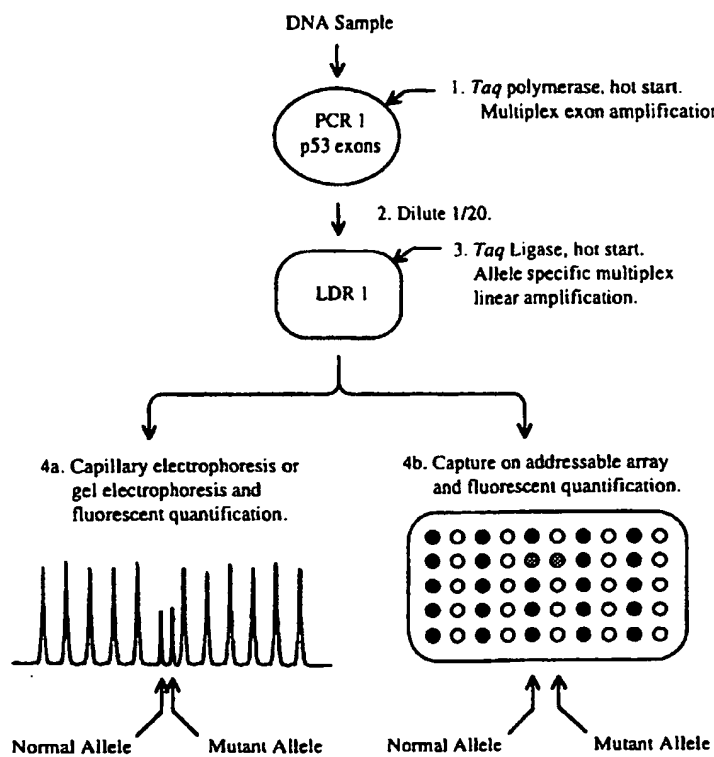 DNA Sample
1. Taq polymerase, hot start.
Multiplex exon amplification
PCR 1
p53 exons
2. Dilute 1/20.
3. Taq Ligase, hot start.
Allele specific multiplex
linear amplification.
LDR 1
4a. Capillary electrophoresis or
gel electrophoresis and
fluorescent quantification.
4b. Capture on addressable array
and fluorescent quantification.
Normal Allele
Mutant Allele
Normal Allele
Mutant Allele